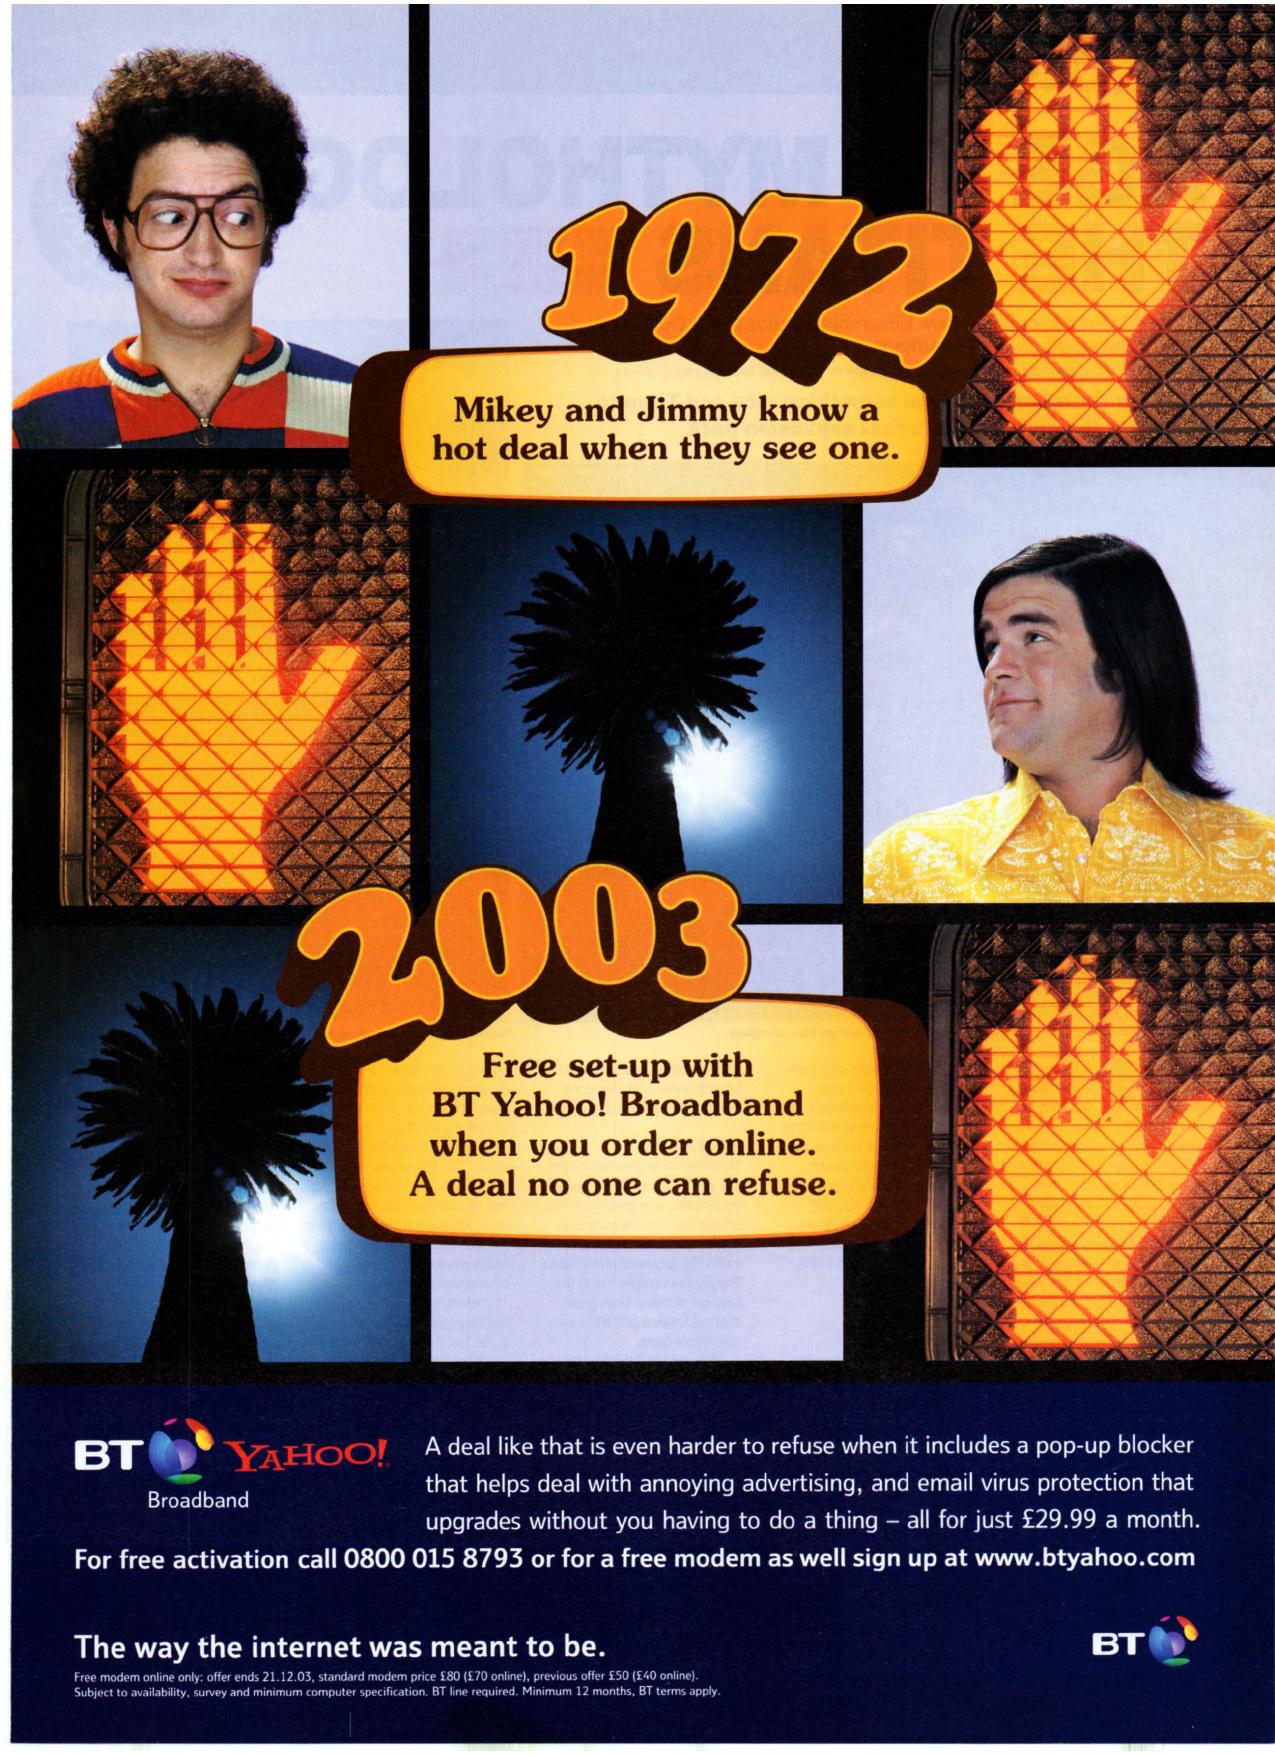 1972
Mikey and Jimmy know a
hot deal when they see one.
2003
Free set-up with
BT Yahoo! Broadband
when you order online.
A deal no one can refuse.
BT YAHOO!
Broadband
A deal like that is even harder to refuse when it includes a pop-up blocker
that helps deal with annoying advertising, and email virus protection that
upgrades without you having to do a thing – all for just £29.99 a month.
For free activation call 0800 015 8793 or for a free modem as well sign up at www.btyahoo.com
The way the internet was meant to be.
BT
Free modem online only: offer ends 21.12.03, standard modem price £80 (£70 online), previous offer £50 (£40 online).
Subject to availability, survey and minimum computer specification. BT line required. Minimum 12 months, BT terms apply.